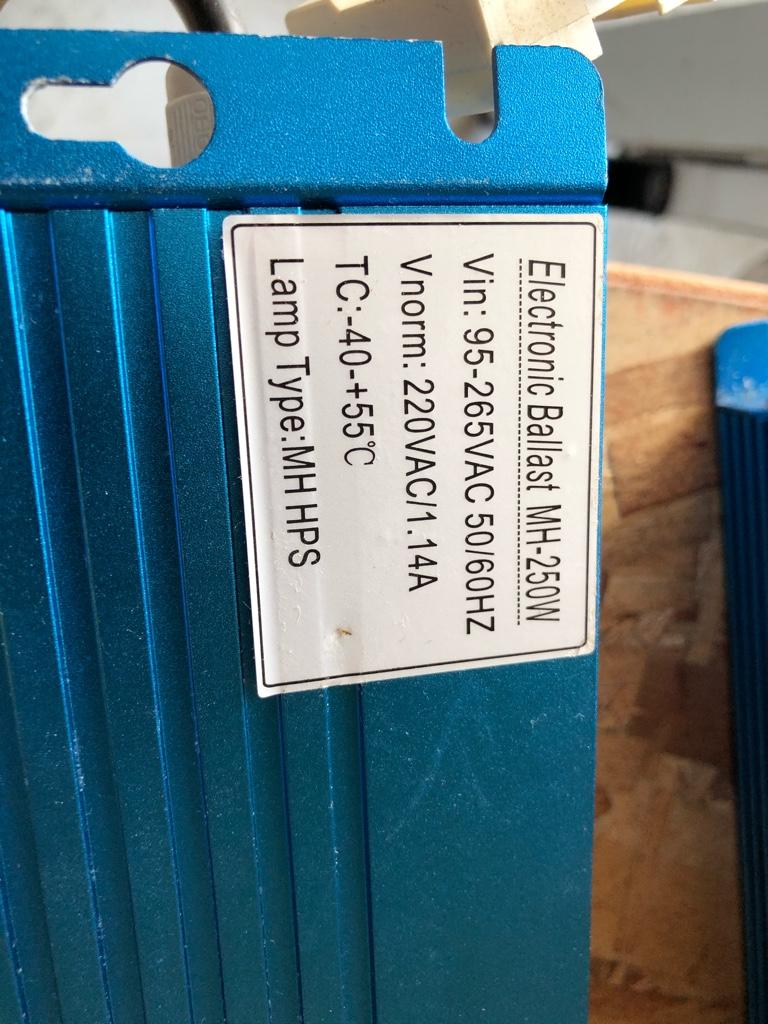 Electronic Ballast MH-250W
Vin: 95-265VAC 50/60HZ
Vnorm: 220VAC/1.14A
TC:-40-+55℃
Lamp Type:MH HPS